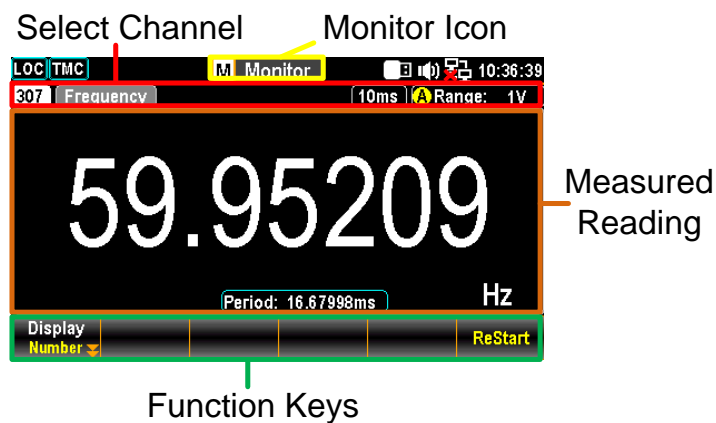 Select Channel Monitor Icon
LOC TMC M Monitor 10:36:39
307 Frequency 10ms A Range: 1V
59.95209
Measured
Reading
Period: 16.67998ms Hz
Display
Number ReStart
Function Keys